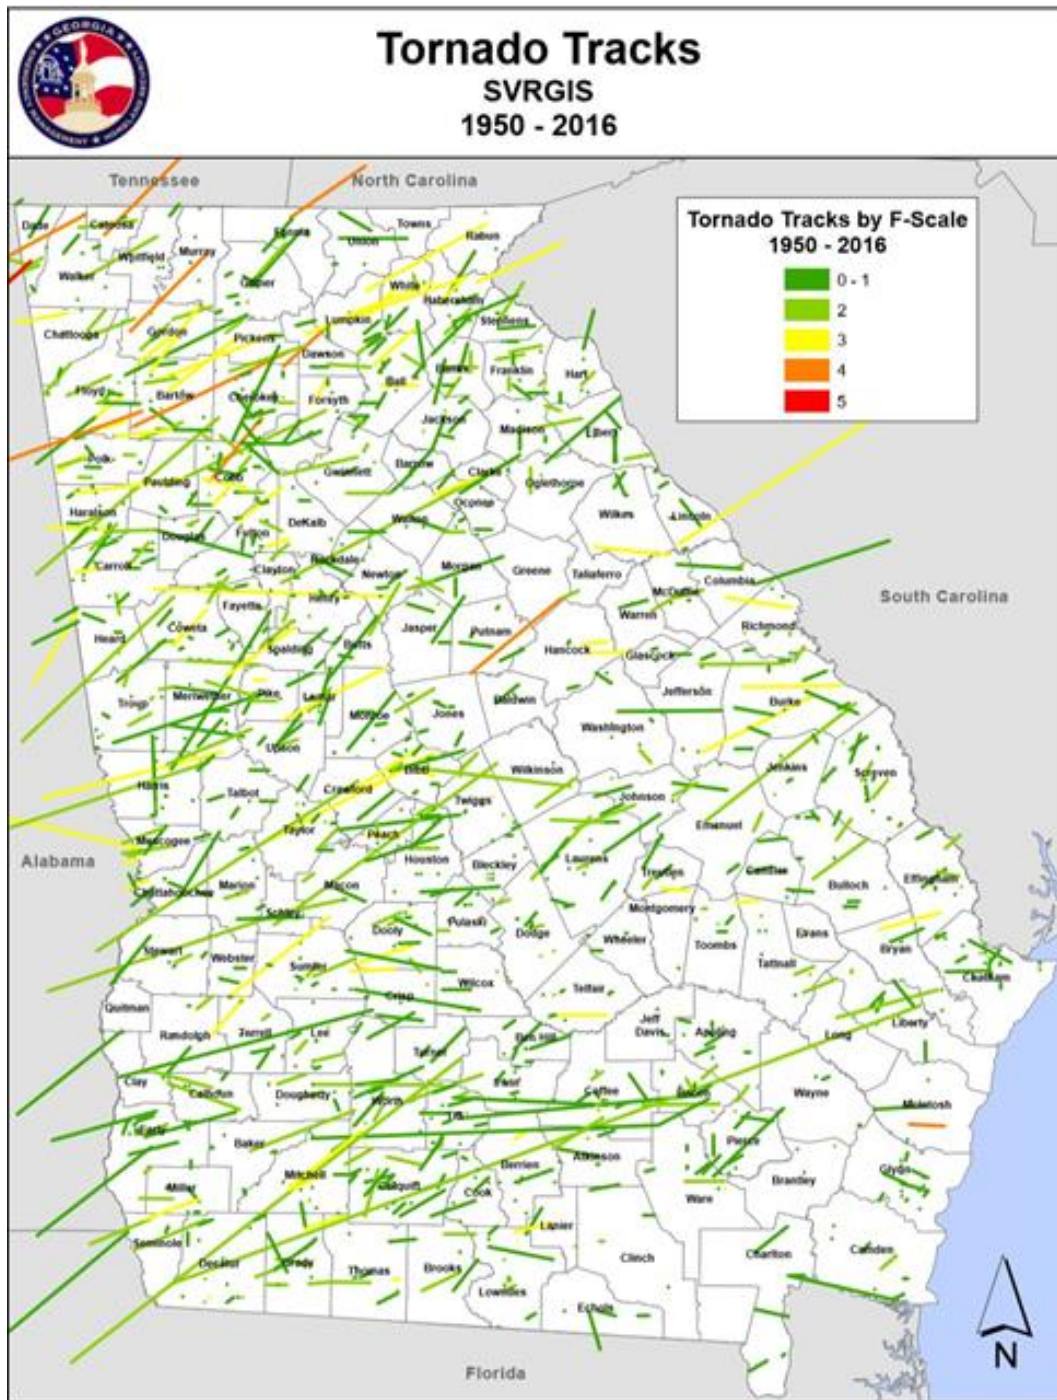 GEORGIA
Tornado Tracks
SVRGIS
1950 - 2016
Tennessee
North Carolina
Tornado Tracks by F-Scale
1950 - 2016
0 - 1
2
3
4
5
Dade
Catoosa
Fannin
Union
Towns
Rabun
Whitfield
Murray
Walker
Gilmer
White
Habersham
Lumpkin
Stephens
Chattooga
Gordon
Pickens
Dawson
Floyd
Bartow
Cherokee
Forsyth
Hall
Banks
Franklin
Hart
Jackson
Madison
Elbert
Polk
Paulding
Cobb
Gwinnett
Barrow
Clarke
Oglethorpe
Oconee
Haralson
Douglas
Fulton
DeKalb
Walton
Wilkes
Lincoln
Carroll
Clayton
Rockdale
Newton
Morgan
Greene
Taliaferro
Columbia
McDuffie
South Carolina
Fayette
Henry
Warren
Richmond
Heard
Coweta
Spalding
Butts
Jasper
Putnam
Hancock
Glascock
Troup
Meriwether
Pike
Lamar
Monroe
Jones
Baldwin
Jefferson
Burke
Washington
Upson
Bibb
Wilkinson
Jenkins
Screven
Harris
Talbot
Crawford
Twiggs
Johnson
Emanuel
Alabama
Muscogee
Taylor
Peach
Houston
Bleckley
Laurens
Treutlen
Candler
Bulloch
Effingham
Chattahoochee
Marion
Macon
Schley
Montgomery
Dooly
Pulaski
Dodge
Wheeler
Toombs
Evans
Bryan
Stewart
Webster
Sumter
Tattnall
Chatham
Quitman
Crisp
Wilcox
Telfair
Randolph
Terrell
Lee
Jeff
Davis
Appling
Long
Liberty
Turner
Ben Hill
Clay
Calhoun
Dougherty
Worth
Irwin
Coffee
Bacon
Wayne
McIntosh
Early
Baker
Tift
Pierce
Mitchell
Berrien
Atkinson
Miller
Colquitt
Cook
Ware
Brantley
Glynn
Seminole
Decatur
Grady
Thomas
Brooks
Lanier
Clinch
Charlton
Camden
Lowndes
Echols
Florida
N